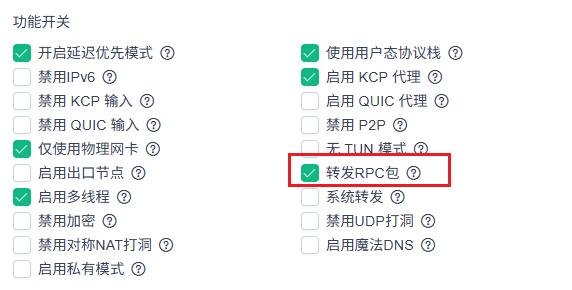 功能开关
开启延迟优先模式 使用用户态协议栈
禁用IPv6 启用 KCP 代理
禁用 KCP 输入 启用 QUIC 代理
禁用 QUIC 输入 禁用 P2P
仅使用物理网卡 无 TUN 模式
启用出口节点 转发RPC包
启用多线程 系统转发
禁用加密 禁用UDP打洞
禁用对称NAT打洞 启用魔法DNS
启用私有模式